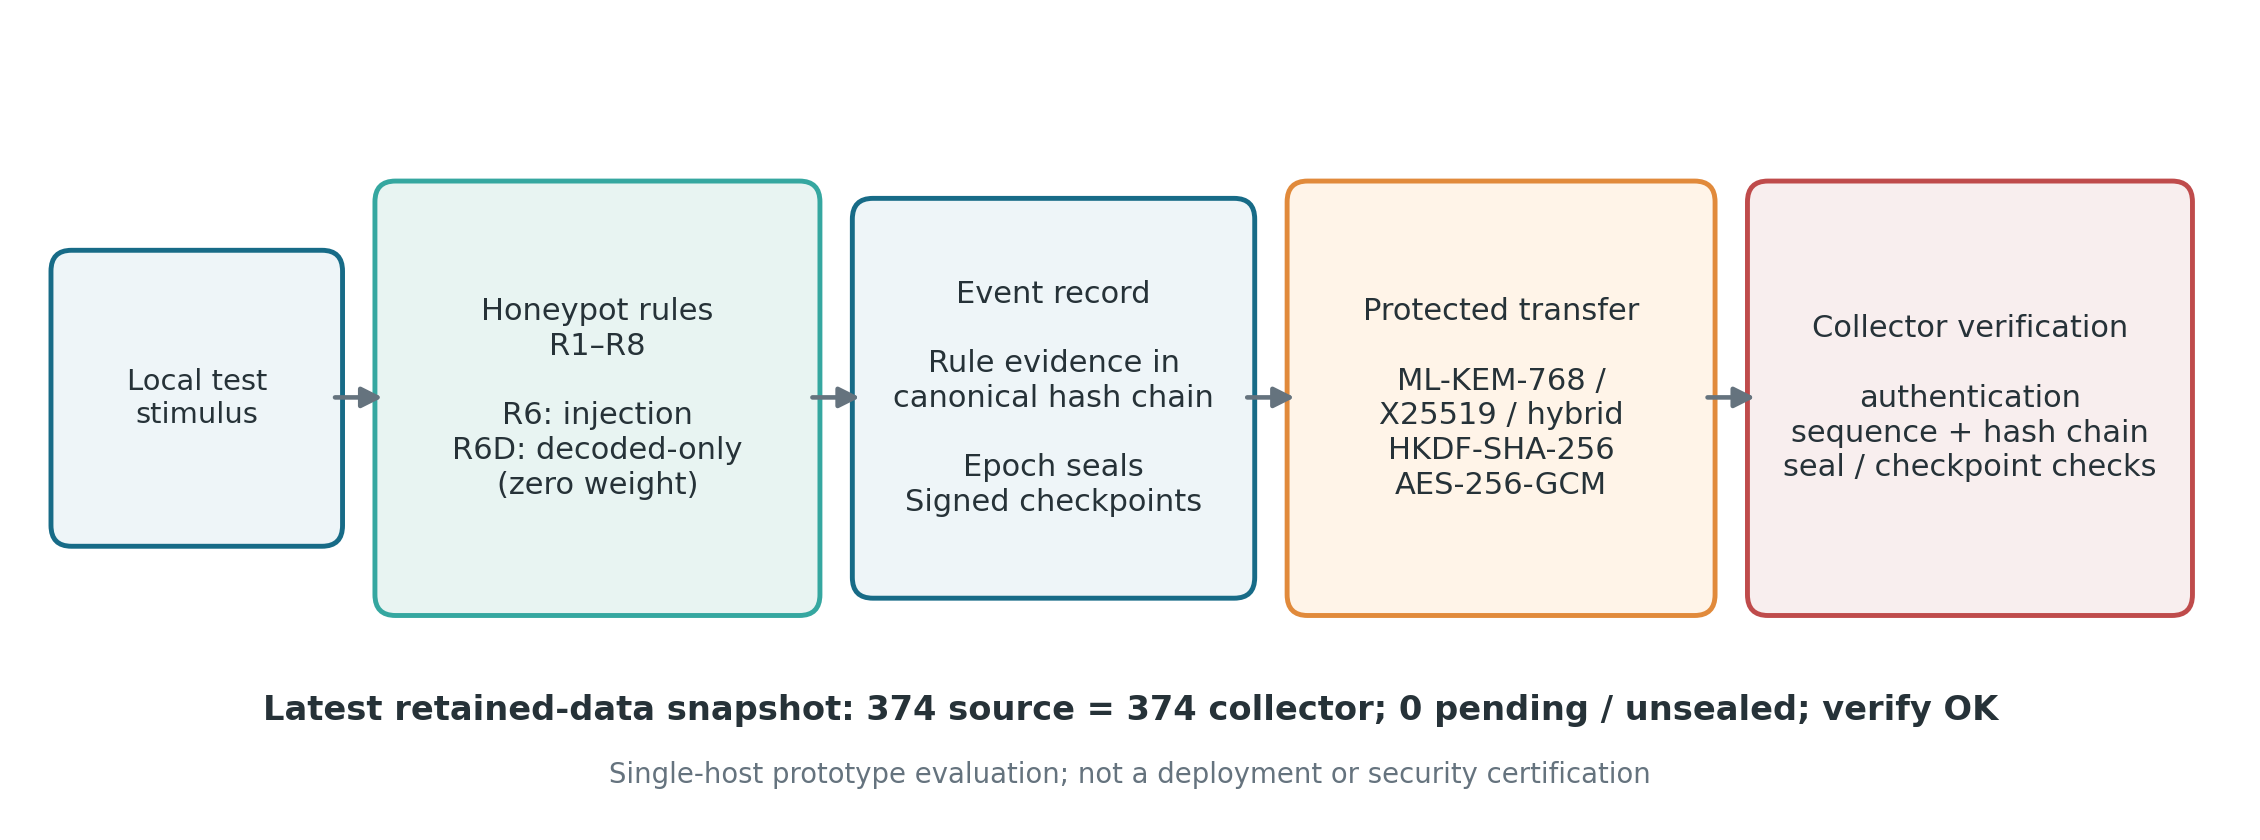 Local test
stimulus
Honeypot rules
R1–R8
R6: injection
R6D: decoded-only
(zero weight)
Event record
Rule evidence in
canonical hash chain
Epoch seals
Signed checkpoints
Protected transfer
ML-KEM-768 /
X25519 / hybrid
HKDF-SHA-256
AES-256-GCM
Collector verification
authentication
sequence + hash chain
seal / checkpoint checks
Latest retained-data snapshot: 374 source = 374 collector; 0 pending / unsealed; verify OK
Single-host prototype evaluation; not a deployment or security certification